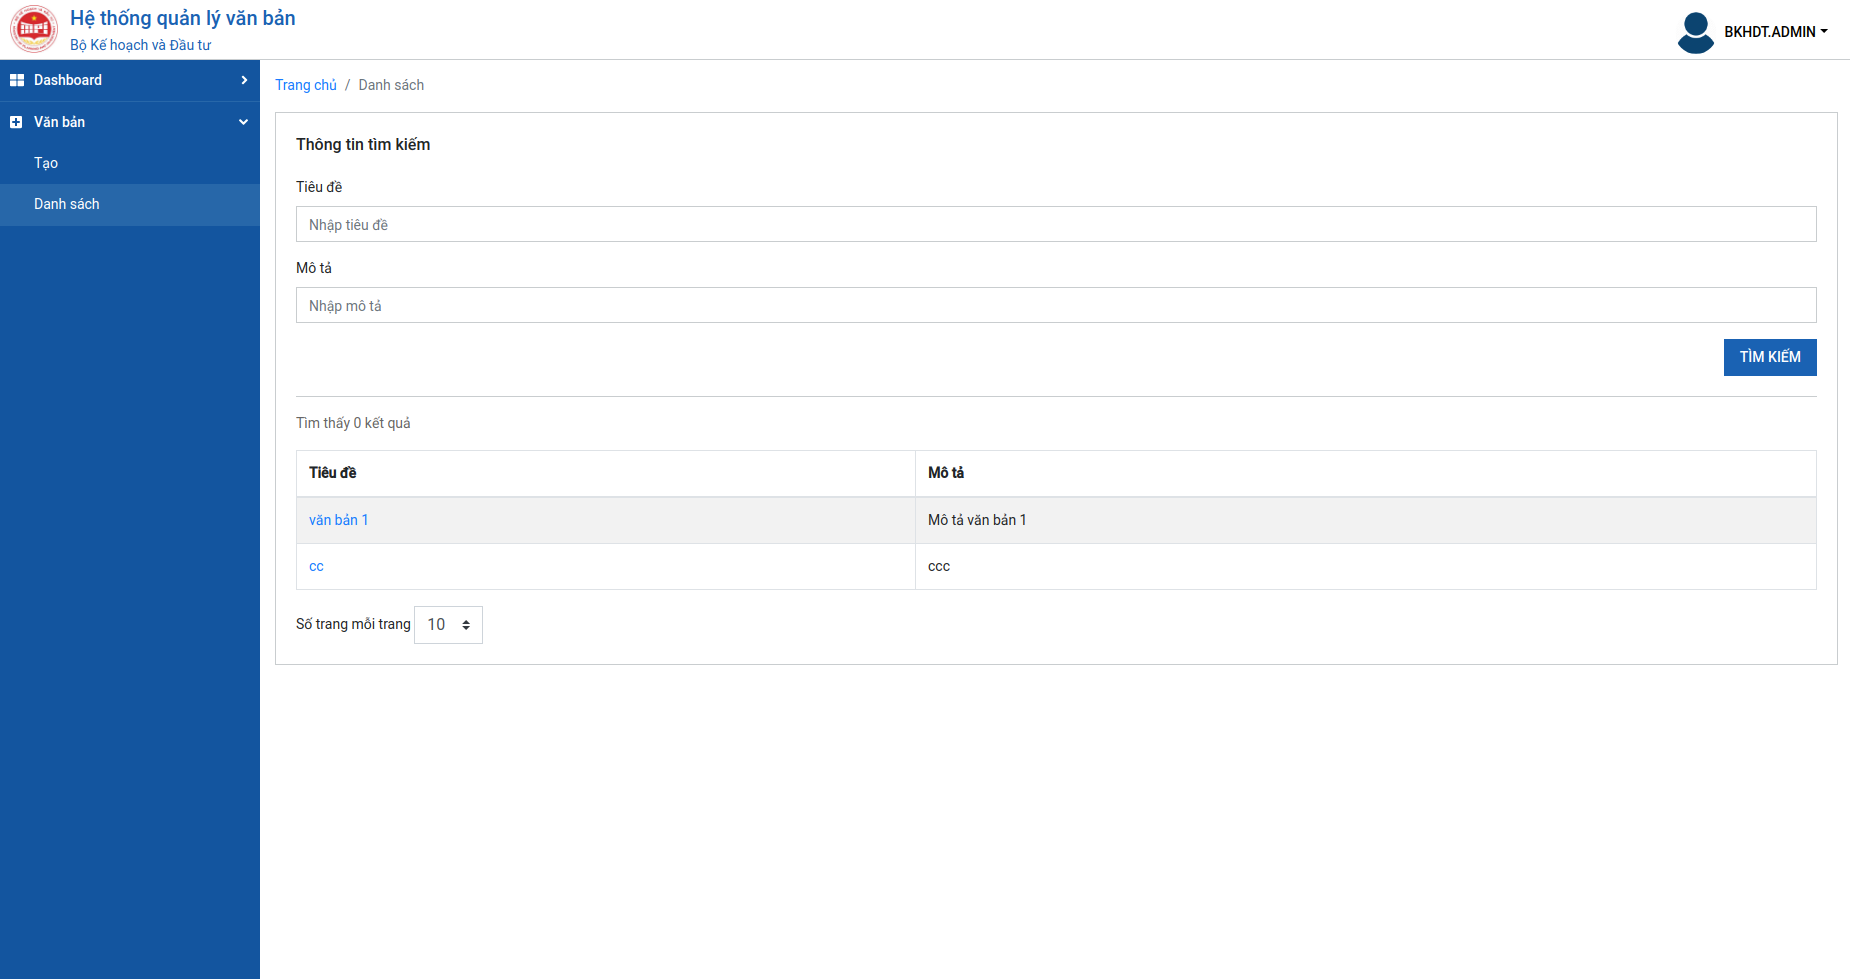 Hệ thống quản lý văn bản
Bộ Kế hoạch và Đầu tư
BKHDT.ADMIN
Dashboard
Văn bản
Tạo
Danh sách
Trang chủ / Danh sách
Thông tin tìm kiếm
Tiêu đề
Nhập tiêu đề
Mô tả
Nhập mô tả
TÌM KIẾM
Tìm thấy 0 kết quả
Tiêu đề Mô tả
văn bản 1 Mô tả văn bản 1
cc ccc
Số trang mỗi trang 10